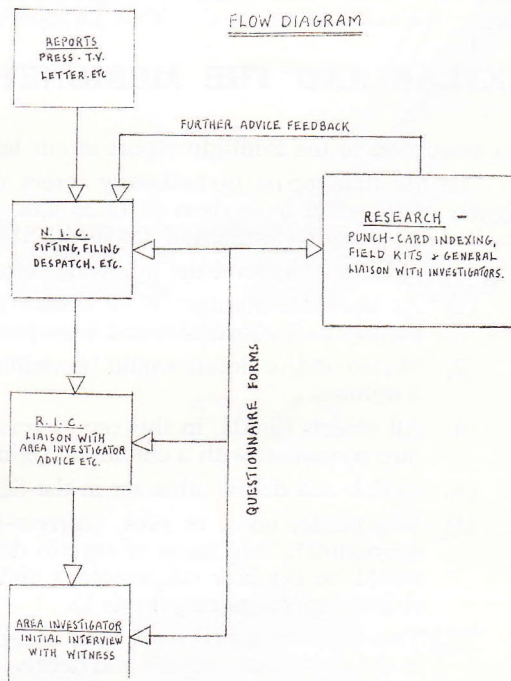 FLOW DIAGRAM
REPORTS
PRESS - T.V.
LETTER. ETC
FURTHER ADVICE FEEDBACK
N. I. C.
SIFTING, FILING
DESPATCH, ETC.
RESEARCH -
PUNCH-CARD INDEXING,
FIELD KITS & GENERAL
LIAISON WITH INVESTIGATORS.
R. I. C.
LIAISON WITH
AREA INVESTIGATOR
ADVICE ETC.
QUESTIONNAIRE FORMS
AREA INVESTIGATOR
INITIAL INTERVIEW
WITH WITNESS